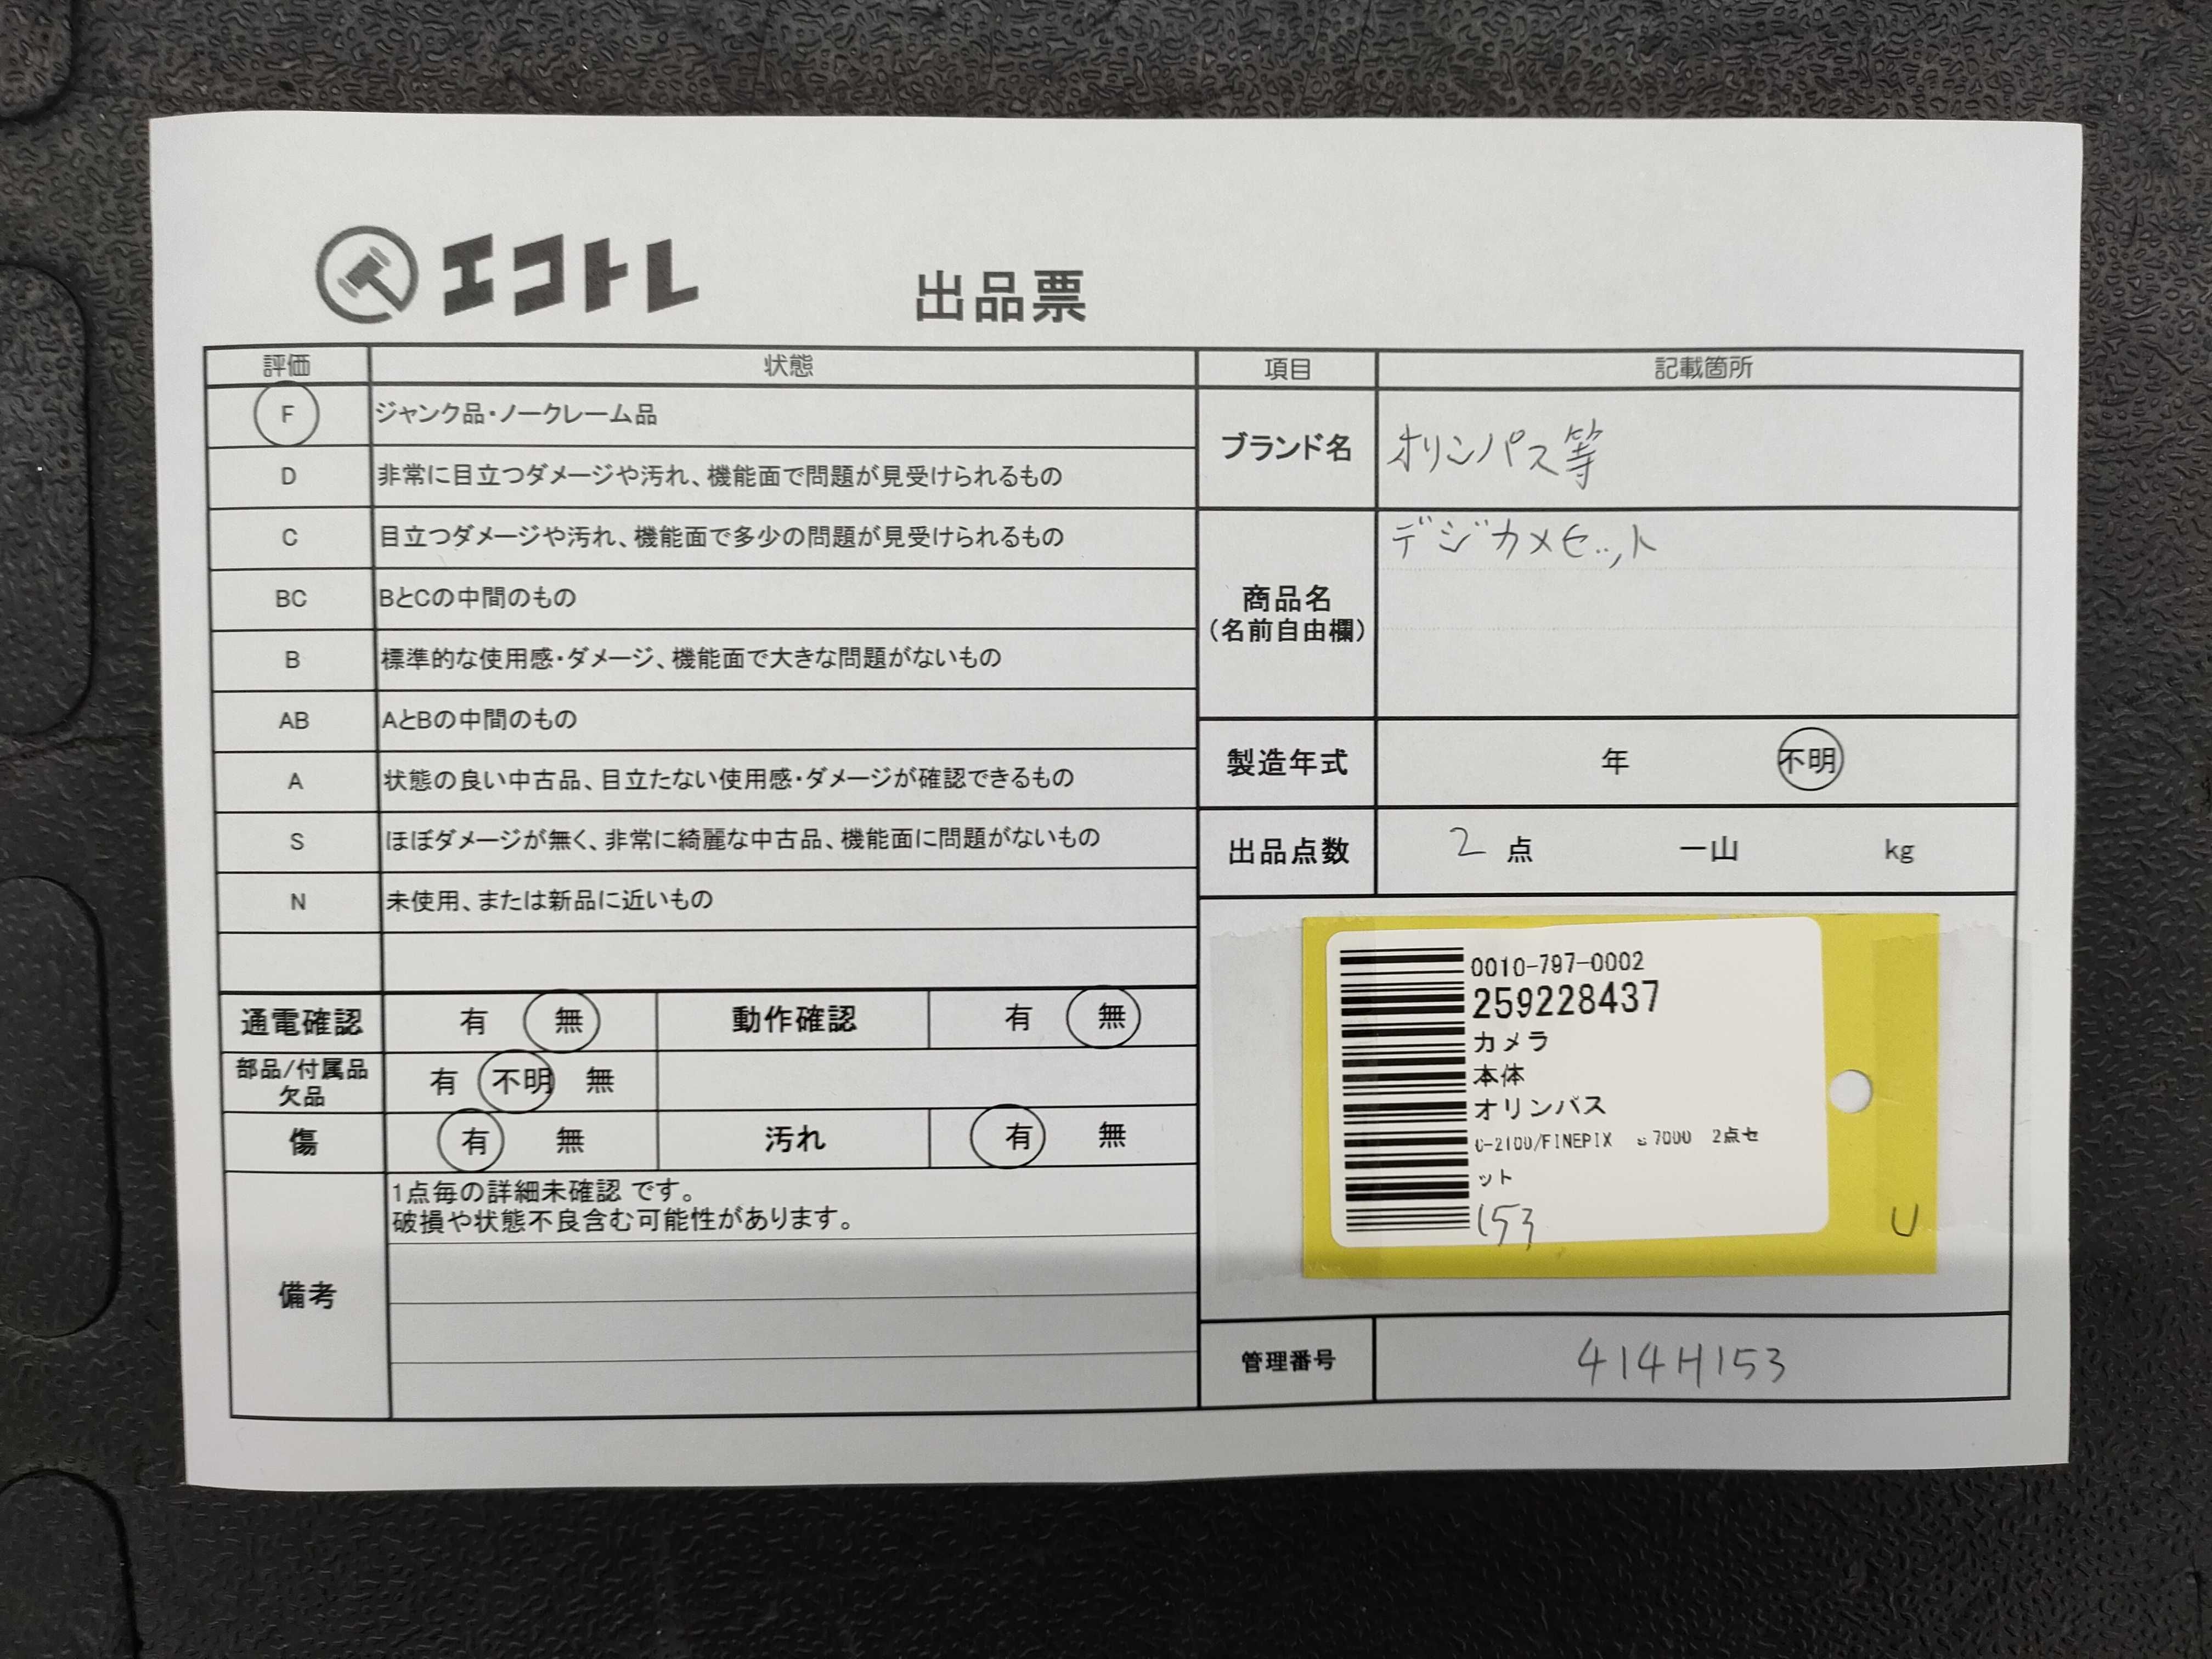 エコトレ
出品票
評価 状態
F ジャンク品・ノークレーム品
D 非常に目立つダメージや汚れ、機能面で問題が見受けられるもの
C 目立つダメージや汚れ、機能面で多少の問題が見受けられるもの
BC BとCの中間のもの
B 標準的な使用感・ダメージ、機能面で大きな問題がないもの
AB AとBの中間のもの
A 状態の良い中古品、目立たない使用感・ダメージが確認できるもの
S ほぼダメージが無く、非常に綺麗な中古品、機能面に問題がないもの
N 未使用、または新品に近いもの
通電確認 有 無 動作確認 有 無
部品/付属品
欠品 有 不明 無
傷 有 無 汚れ 有 無
備考
1点毎の詳細未確認 です。
破損や状態不良含む可能性があります。
項目 記載箇所
ブランド名 オリンパス等
商品名
(名前自由欄)
デジカメセット
製造年式 年 不明
出品点数 2 点 一山 kg
0010-797-0002
259228437
カメラ
本体
オリンパス
C-2100/FINEPIX s7000 2点セ
ット
153
U
管理番号 414H153